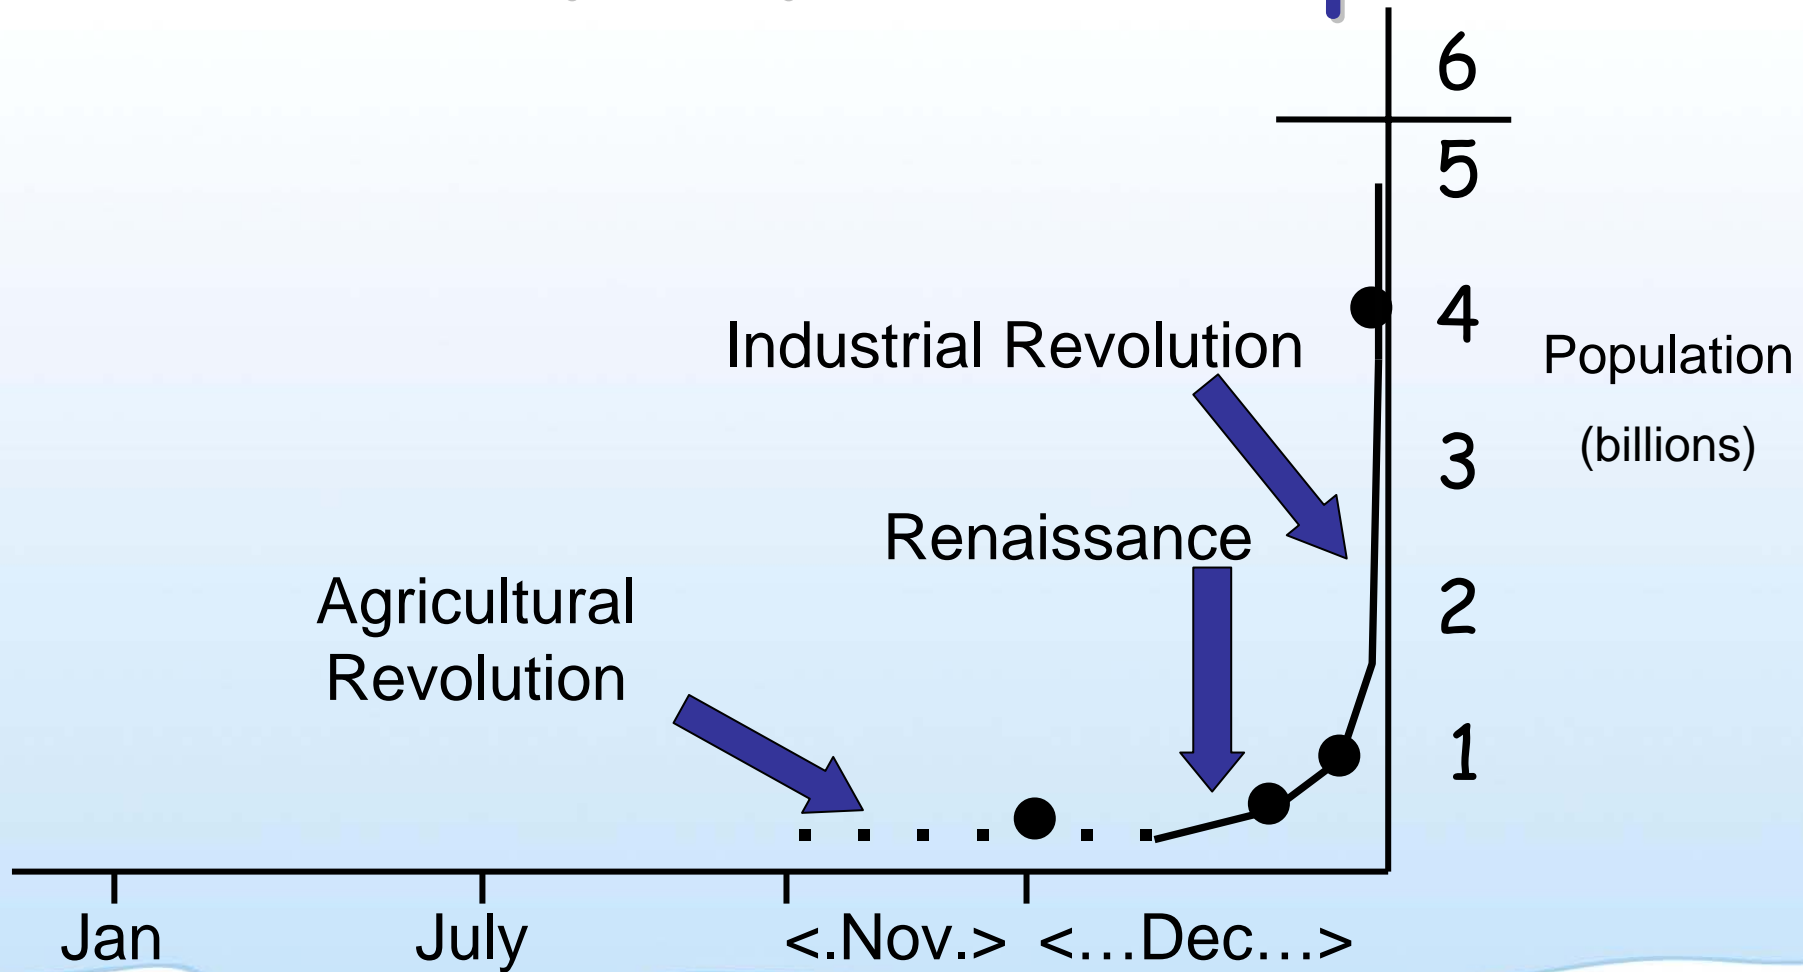 6
5
4
Industrial Revolution
Population
(billions)
3
Renaissance
2
Agricultural
Revolution
1
Jan
July
<.Nov.>
<...Dec...>